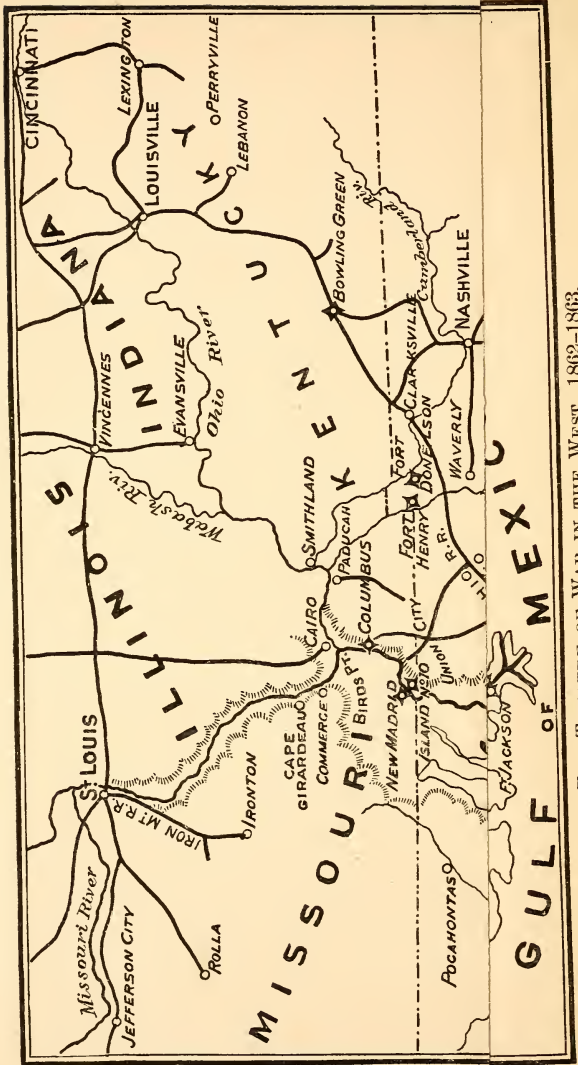 CINCINNATI
LEXINGTON
LOUISVILLE
PERRYVILLE
LEBANON
INDIANA
VINCENNES
EVANSVILLE
Ohio River
Wabash Riv.
ILLINOIS
St LOUIS
Missouri River
JEFFERSON CITY
IRON MT. R.R.
IRONTON
ROLLA
MISSOURI
CAPE
GIRARDEAU
COMMERCE
BIRDS PT.
CAIRO
SMITHLAND
PADUCAH
COLUMBUS
KENTUCKY
BOWLING GREEN
Cumberland
Riv.
CLARKSVILLE
NASHVILLE
FORT
DONELSON
FORT
HENRY
WAVERLY
NEW MADRID
ISLAND No 10
UNION
CITY
R.R.
POCAHONTAS
F. JACKSON
GULF OF MEXIC
WAR IN THE WEST, 1862–1863.